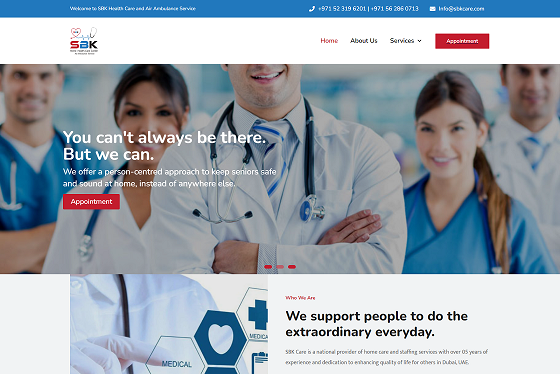 Welcome to SBK Health Care and Air Ambulance Service
+971 52 319 6201 | +971 56 286 0713
Info@sbkcare.com
SBK
Home
About Us
Services
Appointment
You can't always be there.
But we can.
We offer a person-centred approach to keep seniors safe
and sound at home, instead of anywhere else.
Appointment
MEDICAL
MEDICAL
Who We Are
We support people to do the
extraordinary everyday.
SBK Care is a national provider of home care and staffing services with over 05 years of
experience and dedication to enhancing quality of life for others in Dubai, UAE.